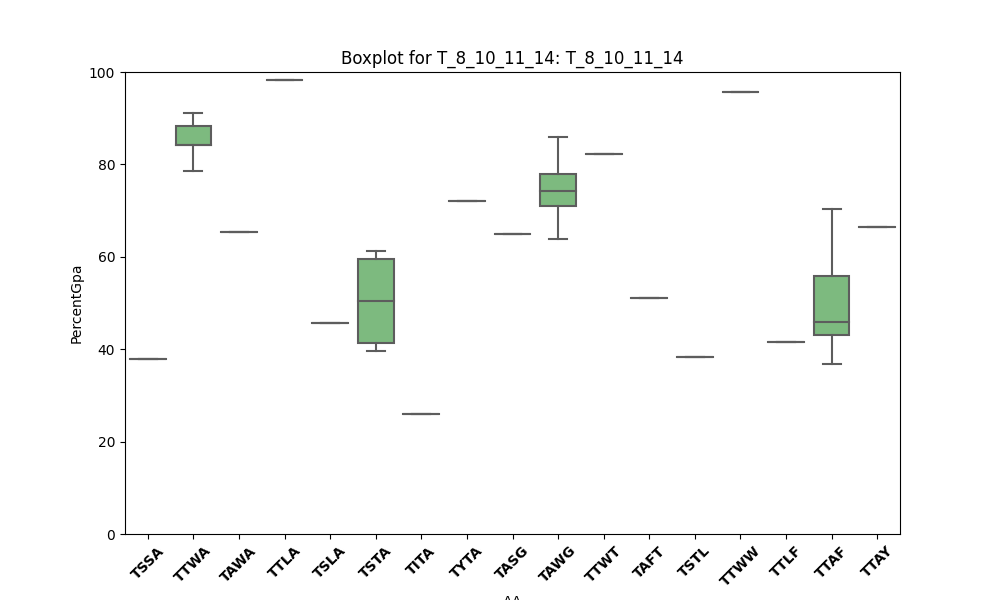 Boxplot for T_8_10_11_14: T_8_10_11_14
PercentGpa
100
80
60
40
20
0
TSSA
TTWA
TAWA
TTLA
TSLA
TSTA
TITA
TYTA
TASG
TAWG
TTWT
TAFT
TSTL
TTWW
TTLF
TTAF
TTAY